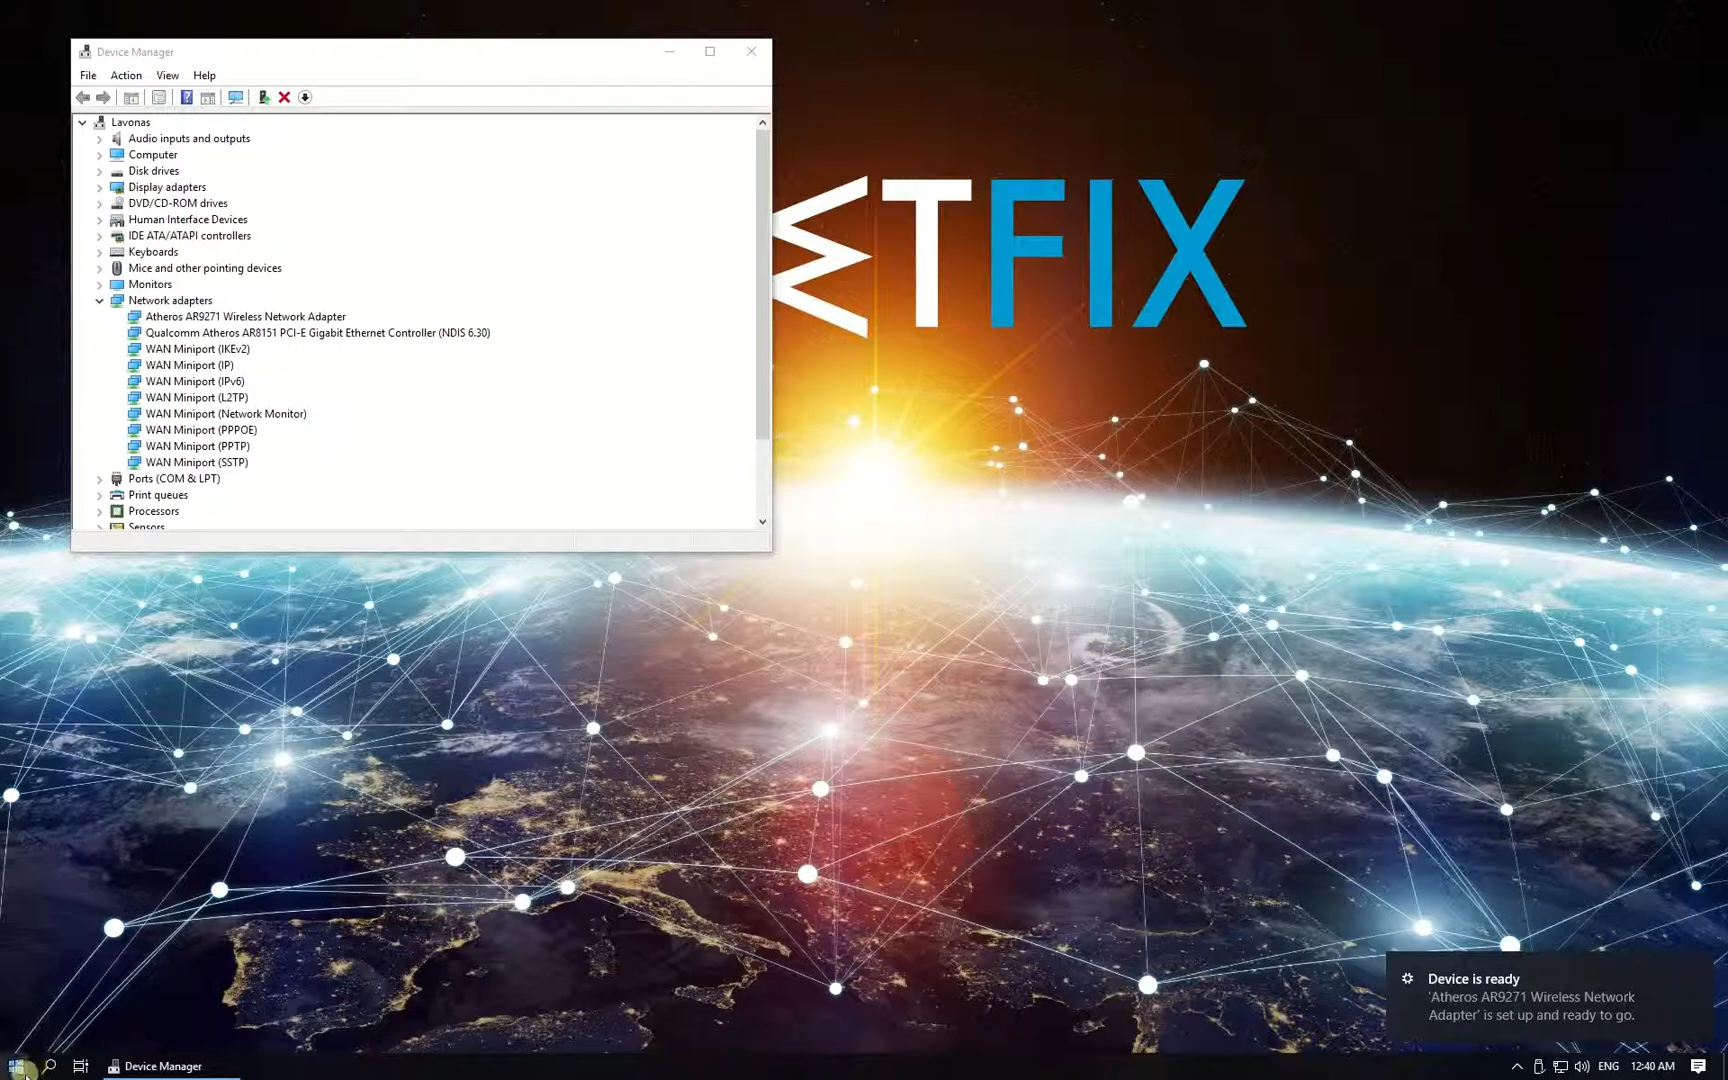 Device Manager
File Action View Help
Lavonas
Audio inputs and outputs
Computer
Disk drives
Display adapters
DVD/CD-ROM drives
Human Interface Devices
IDE ATA/ATAPI controllers
Keyboards
Mice and other pointing devices
Monitors
Network adapters
Atheros AR9271 Wireless Network Adapter
Qualcomm Atheros AR8151 PCI-E Gigabit Ethernet Controller (NDIS 6.30)
WAN Miniport (IKEv2)
WAN Miniport (IP)
WAN Miniport (IPv6)
WAN Miniport (L2TP)
WAN Miniport (Network Monitor)
WAN Miniport (PPPOE)
WAN Miniport (PPTP)
WAN Miniport (SSTP)
Ports (COM & LPT)
Print queues
Processors
Sensors
TFIX
Device is ready
'Atheros AR9271 Wireless Network
Adapter' is set up and ready to go.
Device Manager
ENG 12:40 AM